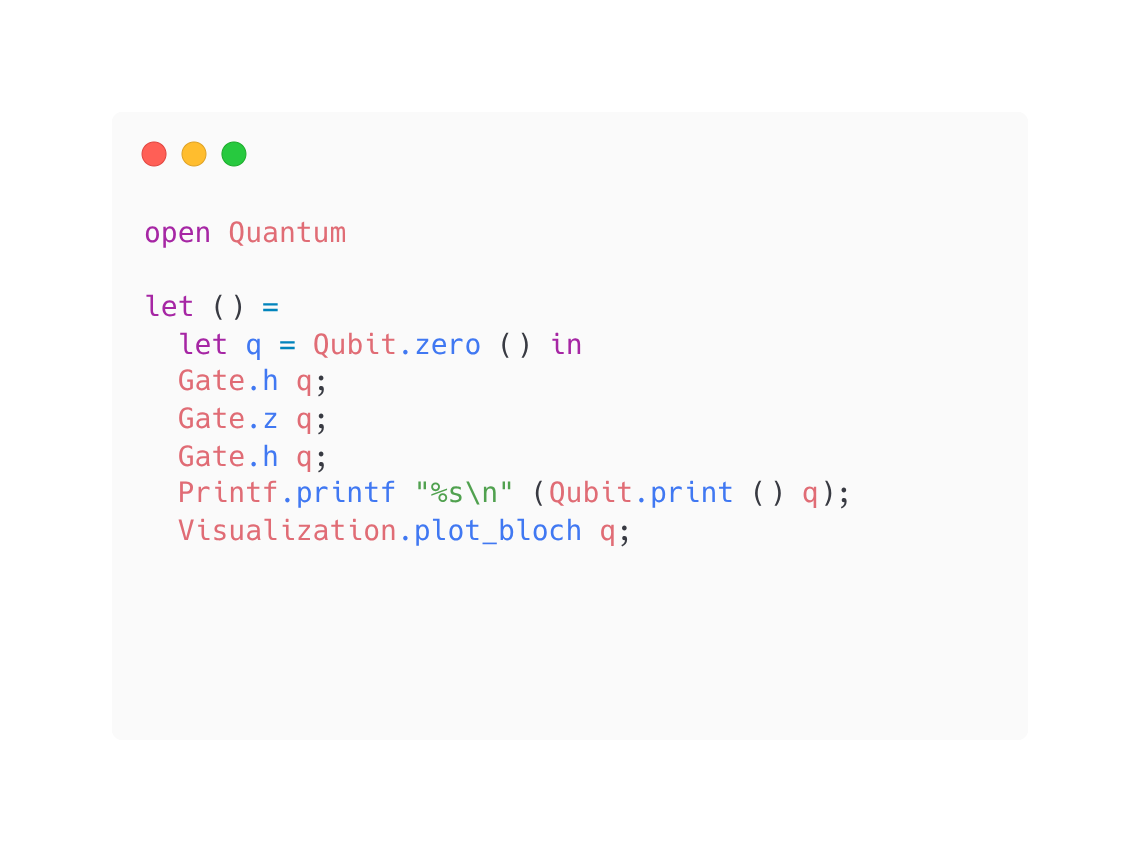 open Quantum

let () =
  let q = Qubit.zero () in
  Gate.h q;
  Gate.z q;
  Gate.h q;
  Printf.printf "%s\n" (Qubit.print () q);
  Visualization.plot_bloch q;